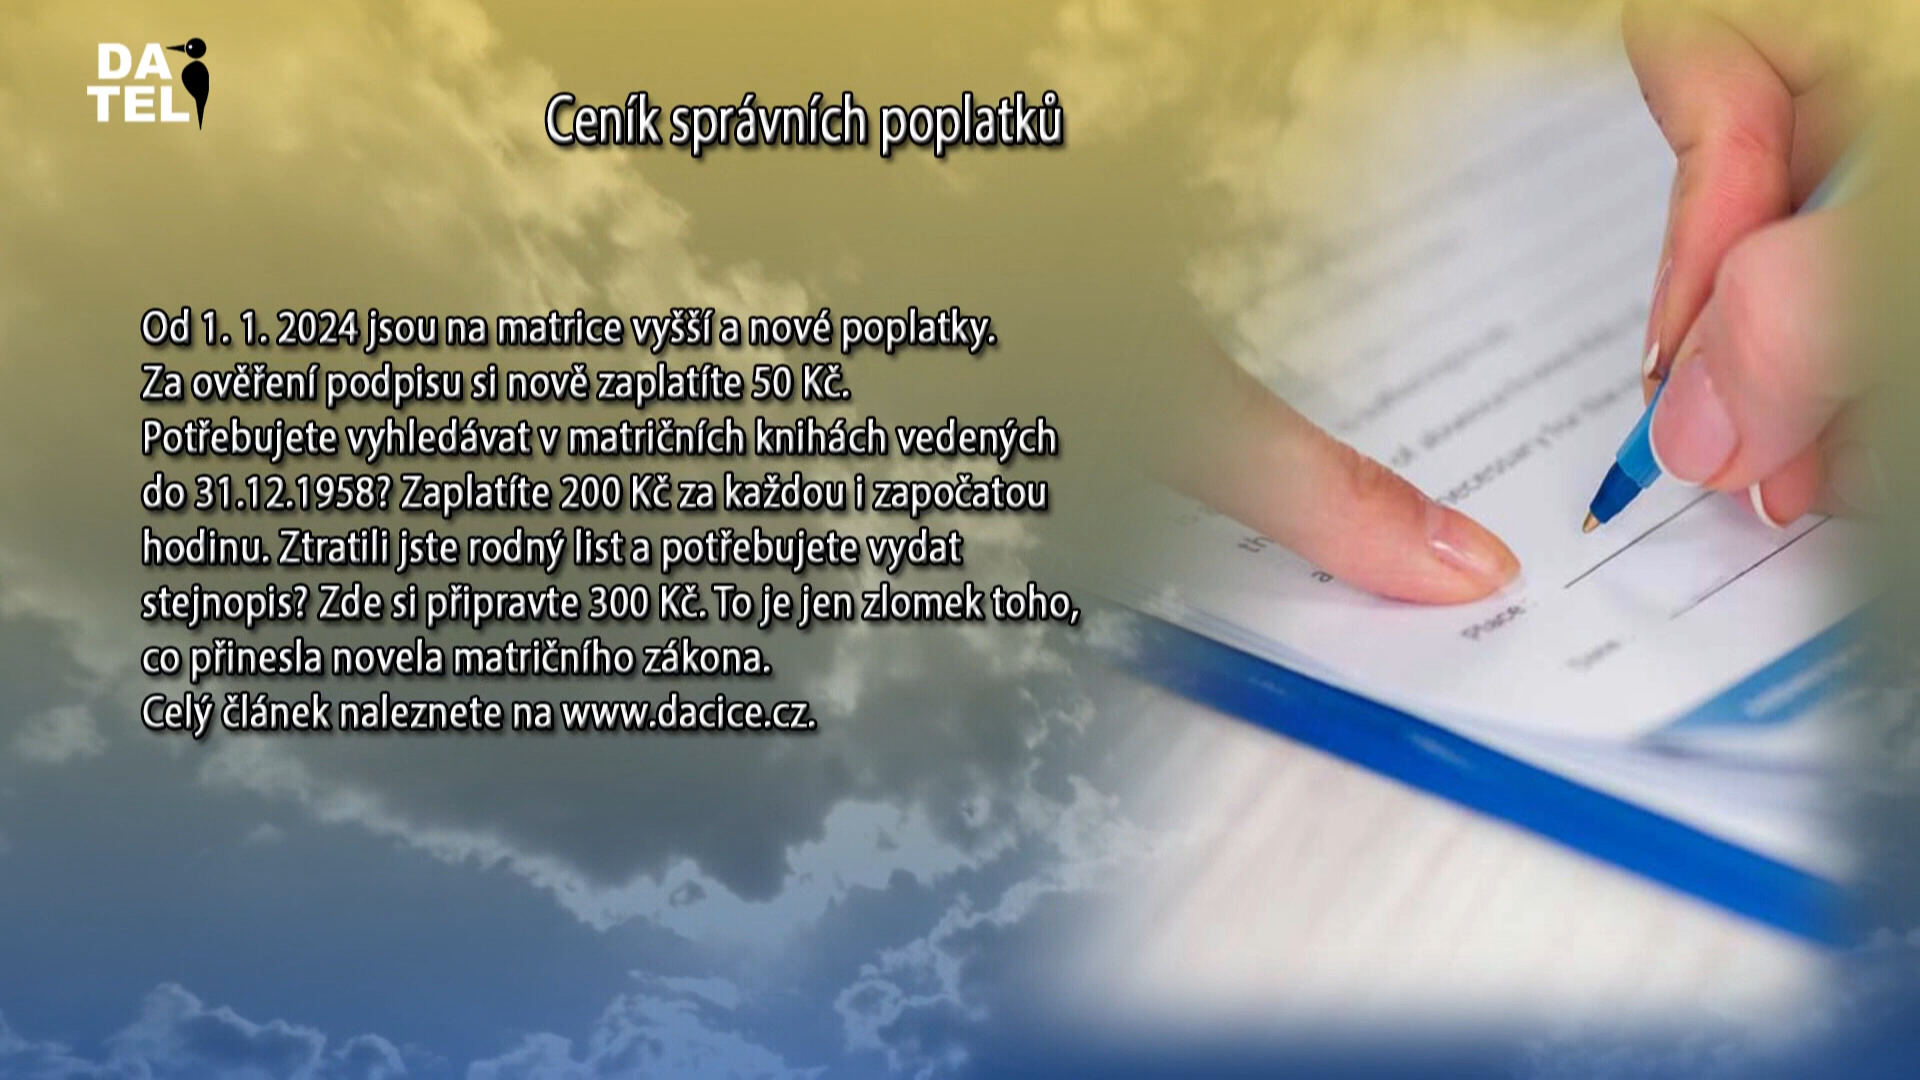 DA
TEL
Ceník správních poplatků
Od 1. 1. 2024 jsou na matrice vyšší a nové poplatky.
Za ověření podpisu si nově zaplatíte 50 Kč.
Potřebujete vyhledávat v matričních knihách vedených
do 31.12.1958? Zaplatíte 200 Kč za každou i započatou
hodinu. Ztratili jste rodný list a potřebujete vydat
stejnopis? Zde si připravte 300 Kč. To je jen zlomek toho,
co přinesla novela matričního zákona.
Celý článek naleznete na www.dacice.cz.
Place: